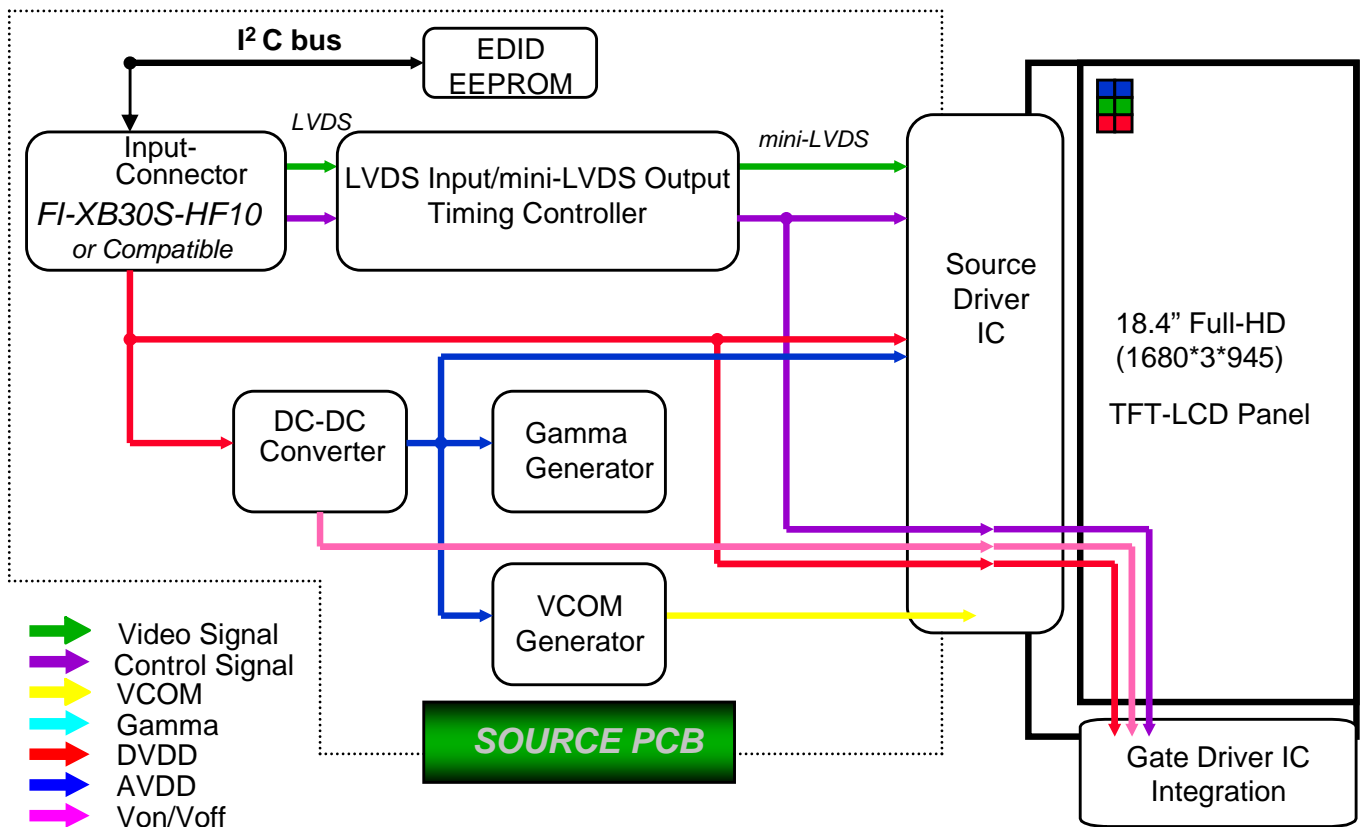 I² C bus
EDID
EEPROM
LVDS
mini-LVDS
Input-
Connector
FI-XB30S-HF10
or Compatible
LVDS Input/mini-LVDS Output
Timing Controller
Source
Driver
IC
18.4” Full-HD
(1680*3*945)
TFT-LCD Panel
DC-DC
Converter
Gamma
Generator
VCOM
Generator
Video Signal
Control Signal
VCOM
Gamma
DVDD
AVDD
Von/Voff
SOURCE PCB
Gate Driver IC
Integration